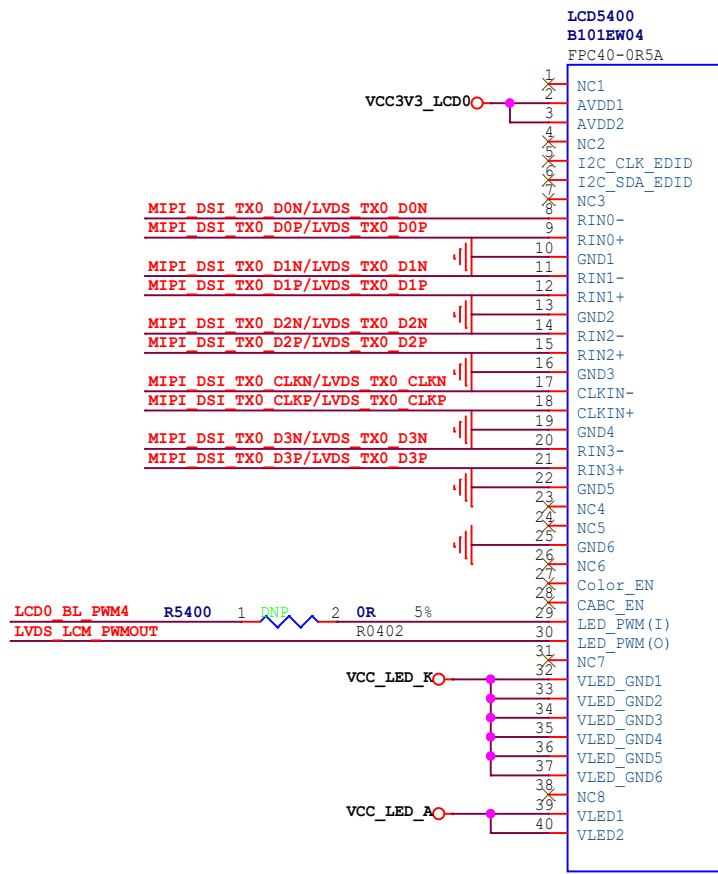 LCD5400
B101EW04
FPC40-0R5A
1 NC1
VCC3V3_LCD0 2 AVDD1
3 AVDD2
4 NC2
5 I2C_CLK_EDID
6 I2C_SDA_EDID
7 NC3
MIPI_DSI_TX0_D0N/LVDS_TX0_D0N 8 RIN0-
MIPI_DSI_TX0_D0P/LVDS_TX0_D0P 9 RIN0+
10 GND1
MIPI_DSI_TX0_D1N/LVDS_TX0_D1N 11 RIN1-
MIPI_DSI_TX0_D1P/LVDS_TX0_D1P 12 RIN1+
13 GND2
MIPI_DSI_TX0_D2N/LVDS_TX0_D2N 14 RIN2-
MIPI_DSI_TX0_D2P/LVDS_TX0_D2P 15 RIN2+
16 GND3
MIPI_DSI_TX0_CLKN/LVDS_TX0_CLKN 17 CLKIN-
MIPI_DSI_TX0_CLKP/LVDS_TX0_CLKP 18 CLKIN+
19 GND4
MIPI_DSI_TX0_D3N/LVDS_TX0_D3N 20 RIN3-
MIPI_DSI_TX0_D3P/LVDS_TX0_D3P 21 RIN3+
22 GND5
23 NC4
24 NC5
25 GND6
26 NC6
27 Color_EN
28 CABC_EN
LCD0_BL_PWM4 R5400 1 DNP 2 0R 5% 29 LED_PWM(I)
LVDS_LCM_PWMOUT R0402 30 LED_PWM(O)
31 NC7
VCC_LED_K 32 VLED_GND1
33 VLED_GND2
34 VLED_GND3
35 VLED_GND4
36 VLED_GND5
37 VLED_GND6
38 NC8
VCC_LED_A 39 VLED1
40 VLED2